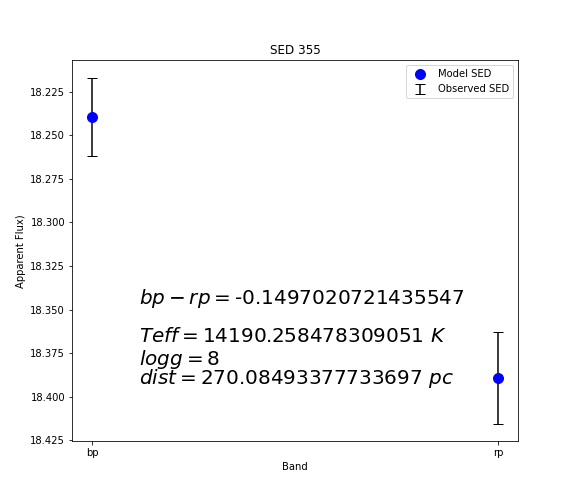 SED 355
Model SED
Observed SED
18.225
18.250
18.275
18.300
18.325
18.350
18.375
18.400
18.425
Apparent Flux)
bp − rp = -0.1497020721435547
Teff = 14190.258478309051 K
logg = 8
dist = 270.08493377733697 pc
bp
rp
Band